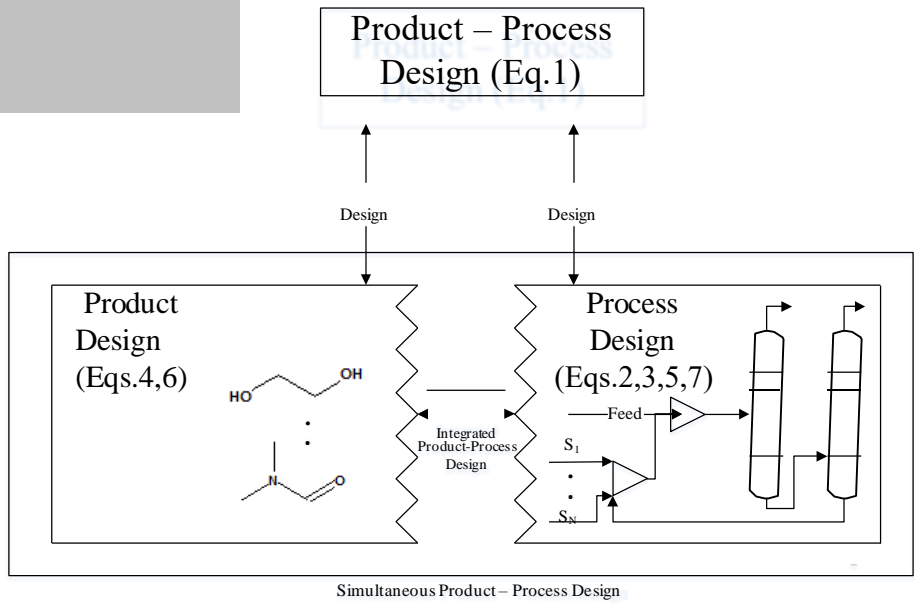 Product – Process
Design (Eq.1)
Design
Design
Product
Design
(Eqs.4,6)
HO
OH
N
O
Integrated
Product-Process
Design
Process
Design
(Eqs.2,3,5,7)
Feed
S1
SN
Simultaneous Product – Process Design